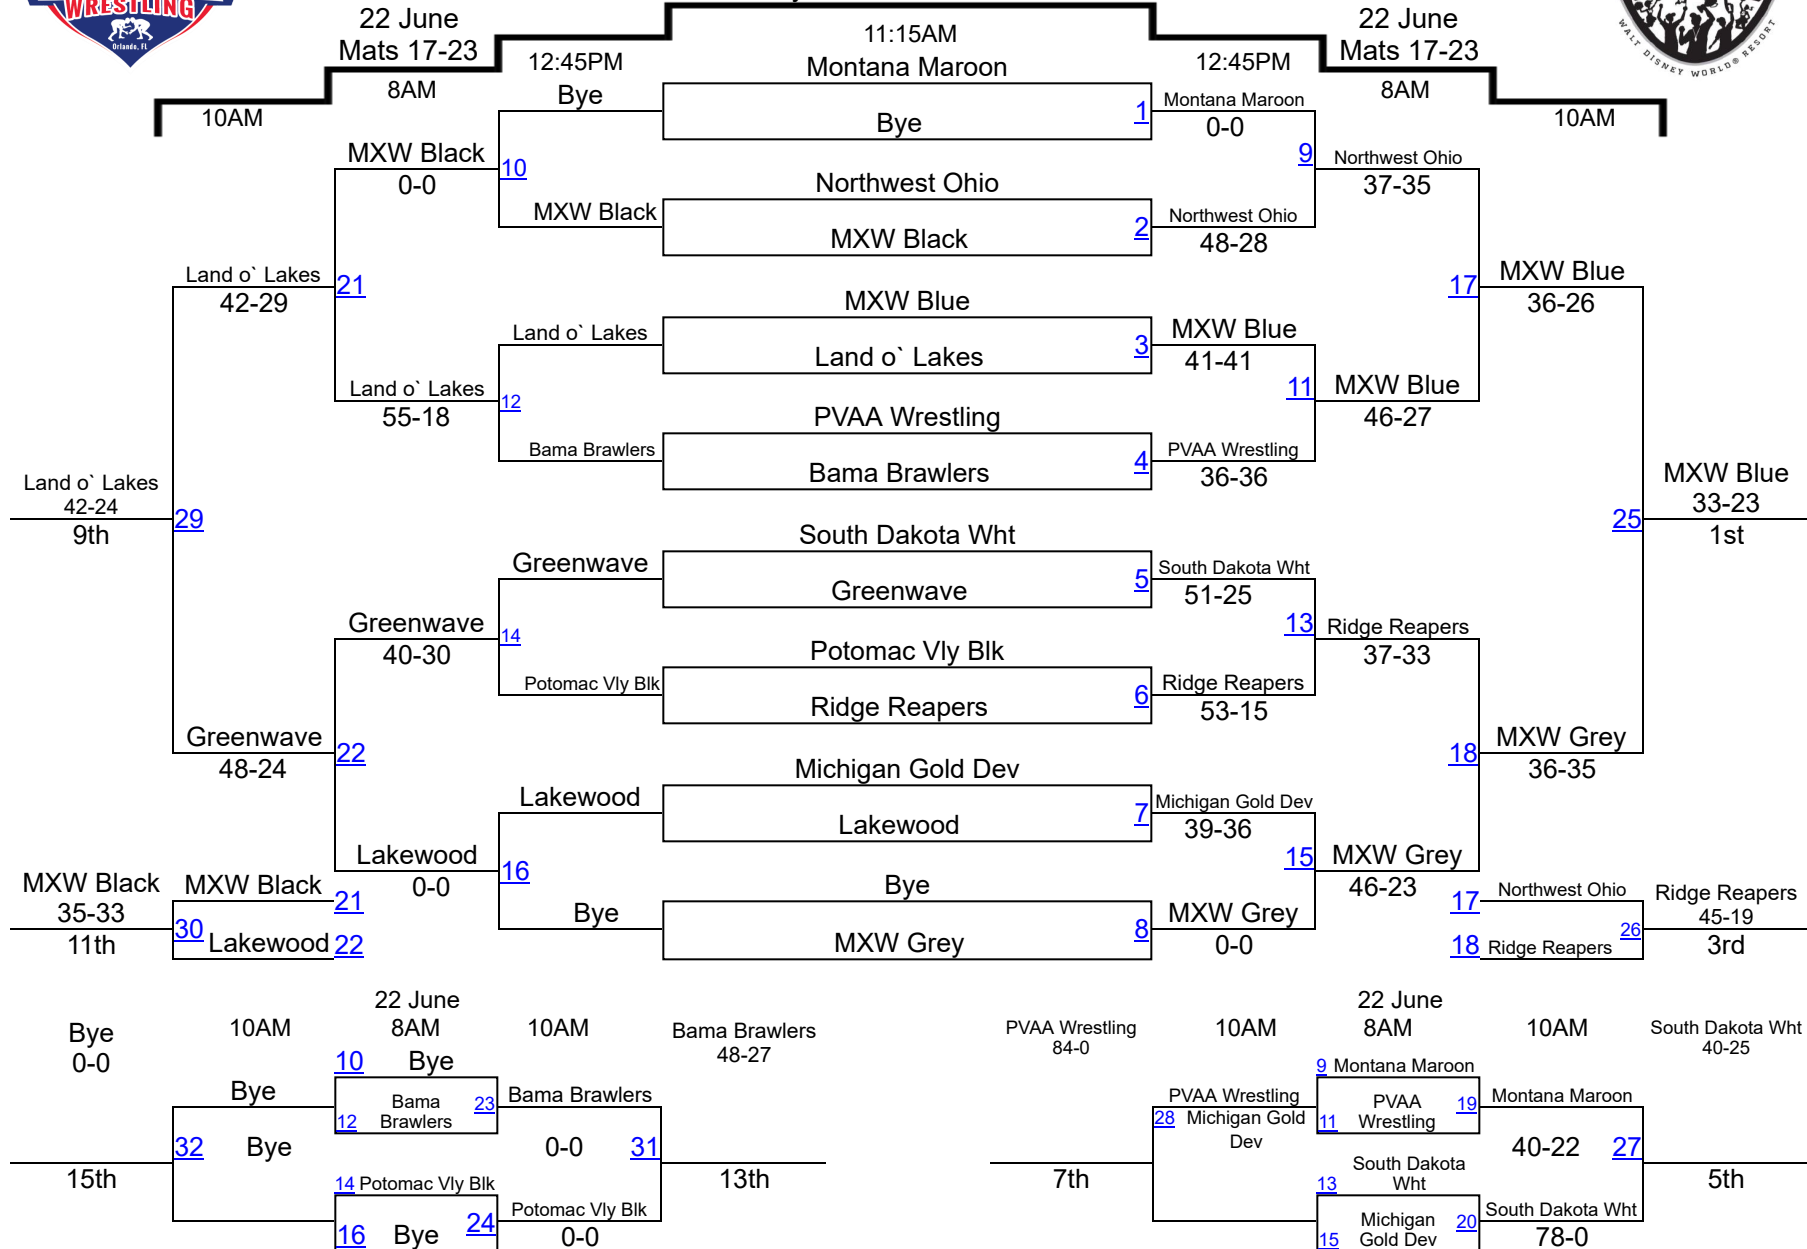 WRESTLING
Orlando, FL
WALT DISNEY WORLD® RESORT
22 June
Mats 17-23
22 June
Mats 17-23
10AM
8AM
12:45PM
11:15AM
12:45PM
8AM
10AM
Montana Maroon
Bye
1
Northwest Ohio
MXW Black
2
MXW Blue
Land o` Lakes
3
PVAA Wrestling
Bama Brawlers
4
South Dakota Wht
Greenwave
5
Potomac Vly Blk
Ridge Reapers
6
Michigan Gold Dev
Lakewood
7
Bye
MXW Grey
8
Montana Maroon
0-0
9
Northwest Ohio
48-28
MXW Blue
41-41
11
PVAA Wrestling
36-36
South Dakota Wht
51-25
13
Ridge Reapers
53-15
Michigan Gold Dev
39-36
15
MXW Grey
0-0
Northwest Ohio
37-35
17
MXW Blue
46-27
Ridge Reapers
37-33
18
MXW Grey
46-23
MXW Blue
36-26
25
MXW Grey
36-35
MXW Blue
33-23
1st
17
Northwest Ohio
18
Ridge Reapers
26
Ridge Reapers
45-19
3rd
Bye
10
MXW Black
Land o` Lakes
12
Bama Brawlers
Greenwave
14
Potomac Vly Blk
Lakewood
16
Bye
MXW Black
0-0
21
Land o` Lakes
55-18
Greenwave
40-30
22
Lakewood
0-0
Land o` Lakes
42-29
29
Greenwave
48-24
Land o` Lakes
42-24
9th
MXW Black
21
Lakewood
22
30
MXW Black
35-33
11th
22 June
10AM
8AM
10AM
Bye
0-0
Bama Brawlers
48-27
10
Bye
12
Bama
Brawlers
23
Bye
Bama Brawlers
32
Bye
0-0
31
15th
13th
14
Potomac Vly Blk
16
Bye
24
Potomac Vly Blk
0-0
22 June
10AM
8AM
10AM
PVAA Wrestling
84-0
South Dakota Wht
40-25
9
Montana Maroon
11
PVAA
Wrestling
19
PVAA Wrestling
28
Michigan Gold
Dev
Montana Maroon
40-22
27
7th
5th
South Dakota
Wht
13
15
Michigan
Gold Dev
20
South Dakota Wht
78-0